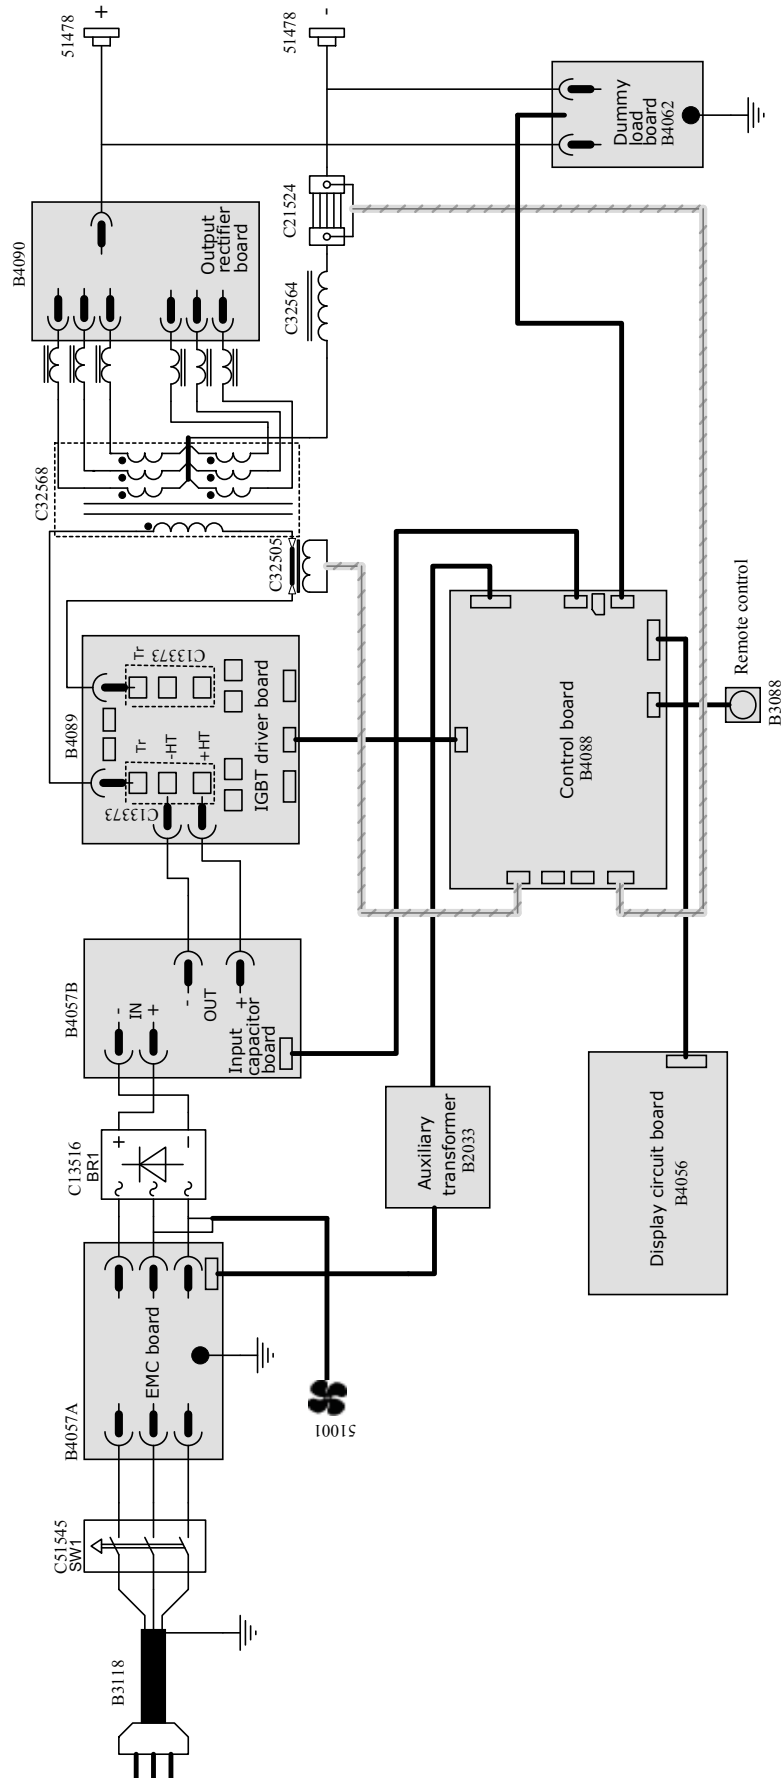 B3118
C51545
SW1
B4057A
EMC board
51001
C13516
BR1
+
-
B4057B
-
IN
+
-
OUT
+
Input
capacitor
board
Auxiliary
transformer
B2033
B4089
C13373
Tr
-HT
+HT
Tr
C13373
IGBT driver board
C32505
C32568
B4090
Output
rectifier
board
C32564
C21524
51478
+
51478
-
Dummy
load
board
B4062
Control board
B4088
Remote control
B3088
Display circuit board
B4056